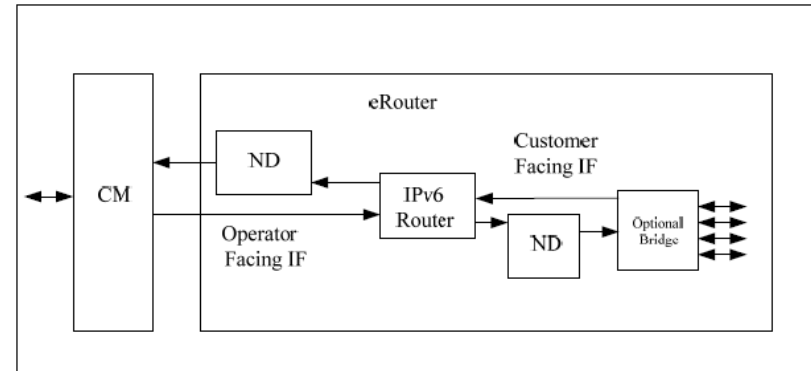 eRouter
ND
Customer
Facing IF
CM
IPv6
Router
Operator
Facing IF
ND
Optional
Bridge